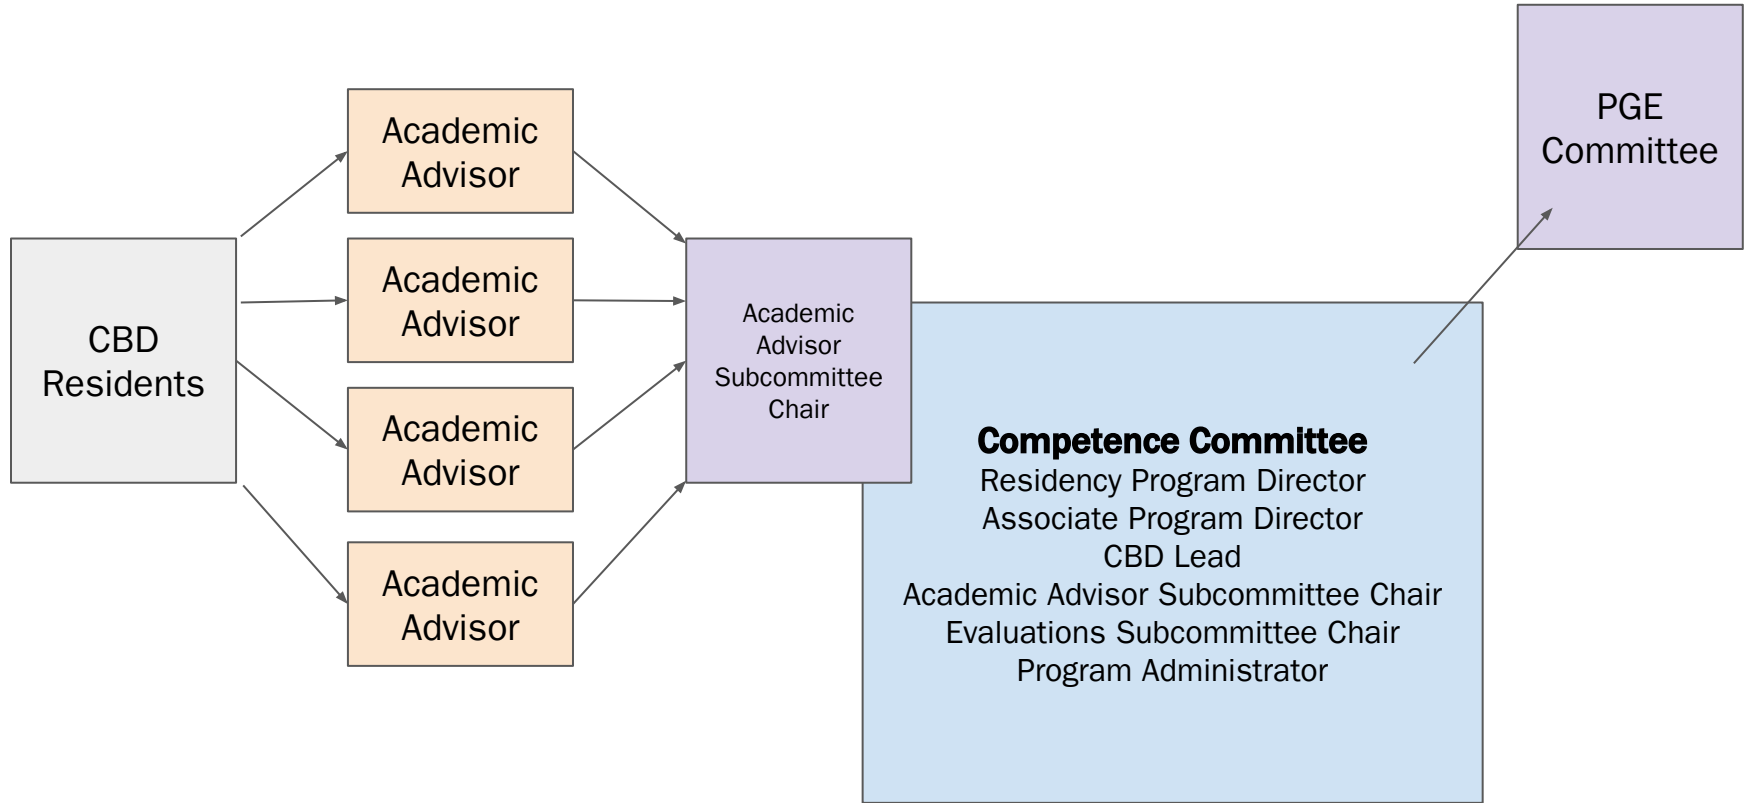 CBD
Residents
Academic
Advisor
Academic
Advisor
Academic
Advisor
Academic
Advisor
Academic
Advisor
Subcommittee
Chair
Competence Committee
Residency Program Director
Associate Program Director
CBD Lead
Academic Advisor Subcommittee Chair
Evaluations Subcommittee Chair
Program Administrator
PGE
Committee